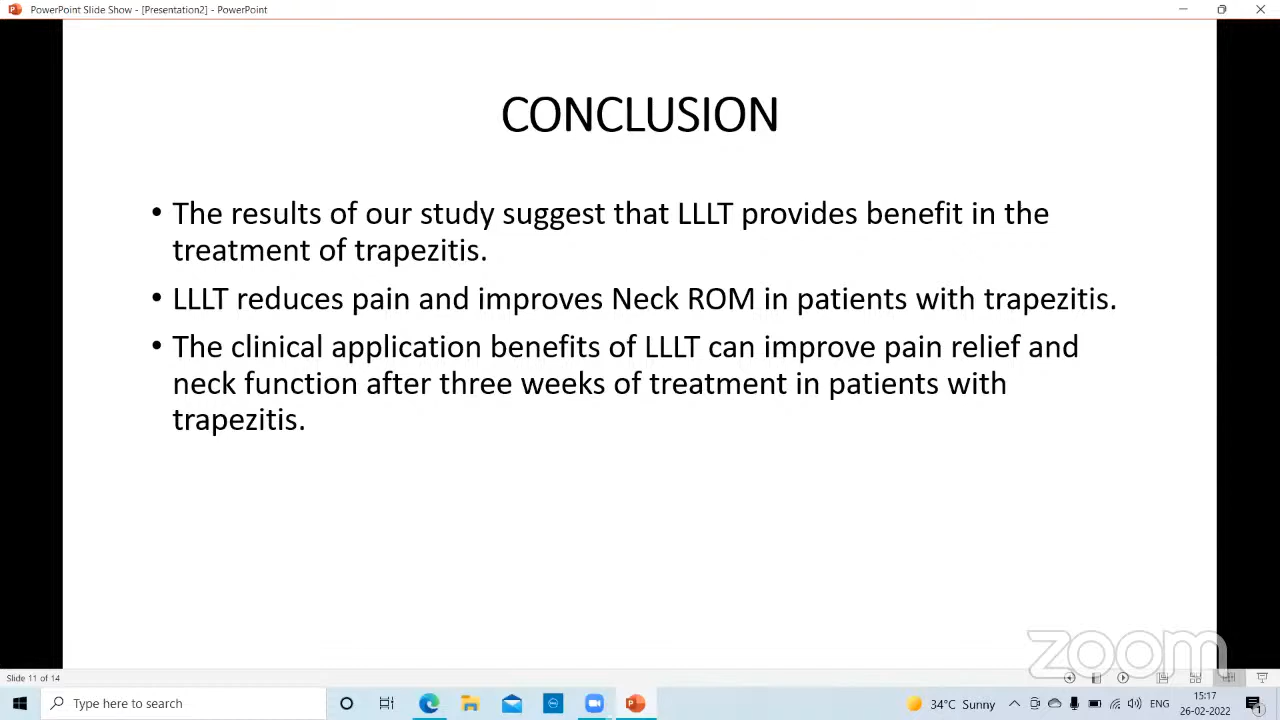 PowerPoint Slide Show - [Presentation2] - PowerPoint
CONCLUSION
• The results of our study suggest that LLLT provides benefit in the
treatment of trapezitis.
• LLLT reduces pain and improves Neck ROM in patients with trapezitis.
• The clinical application benefits of LLLT can improve pain relief and
neck function after three weeks of treatment in patients with
trapezitis.
zoom
Slide 11 of 14
Type here to search
34°C Sunny
ENG
15:17
26-02-2022
1